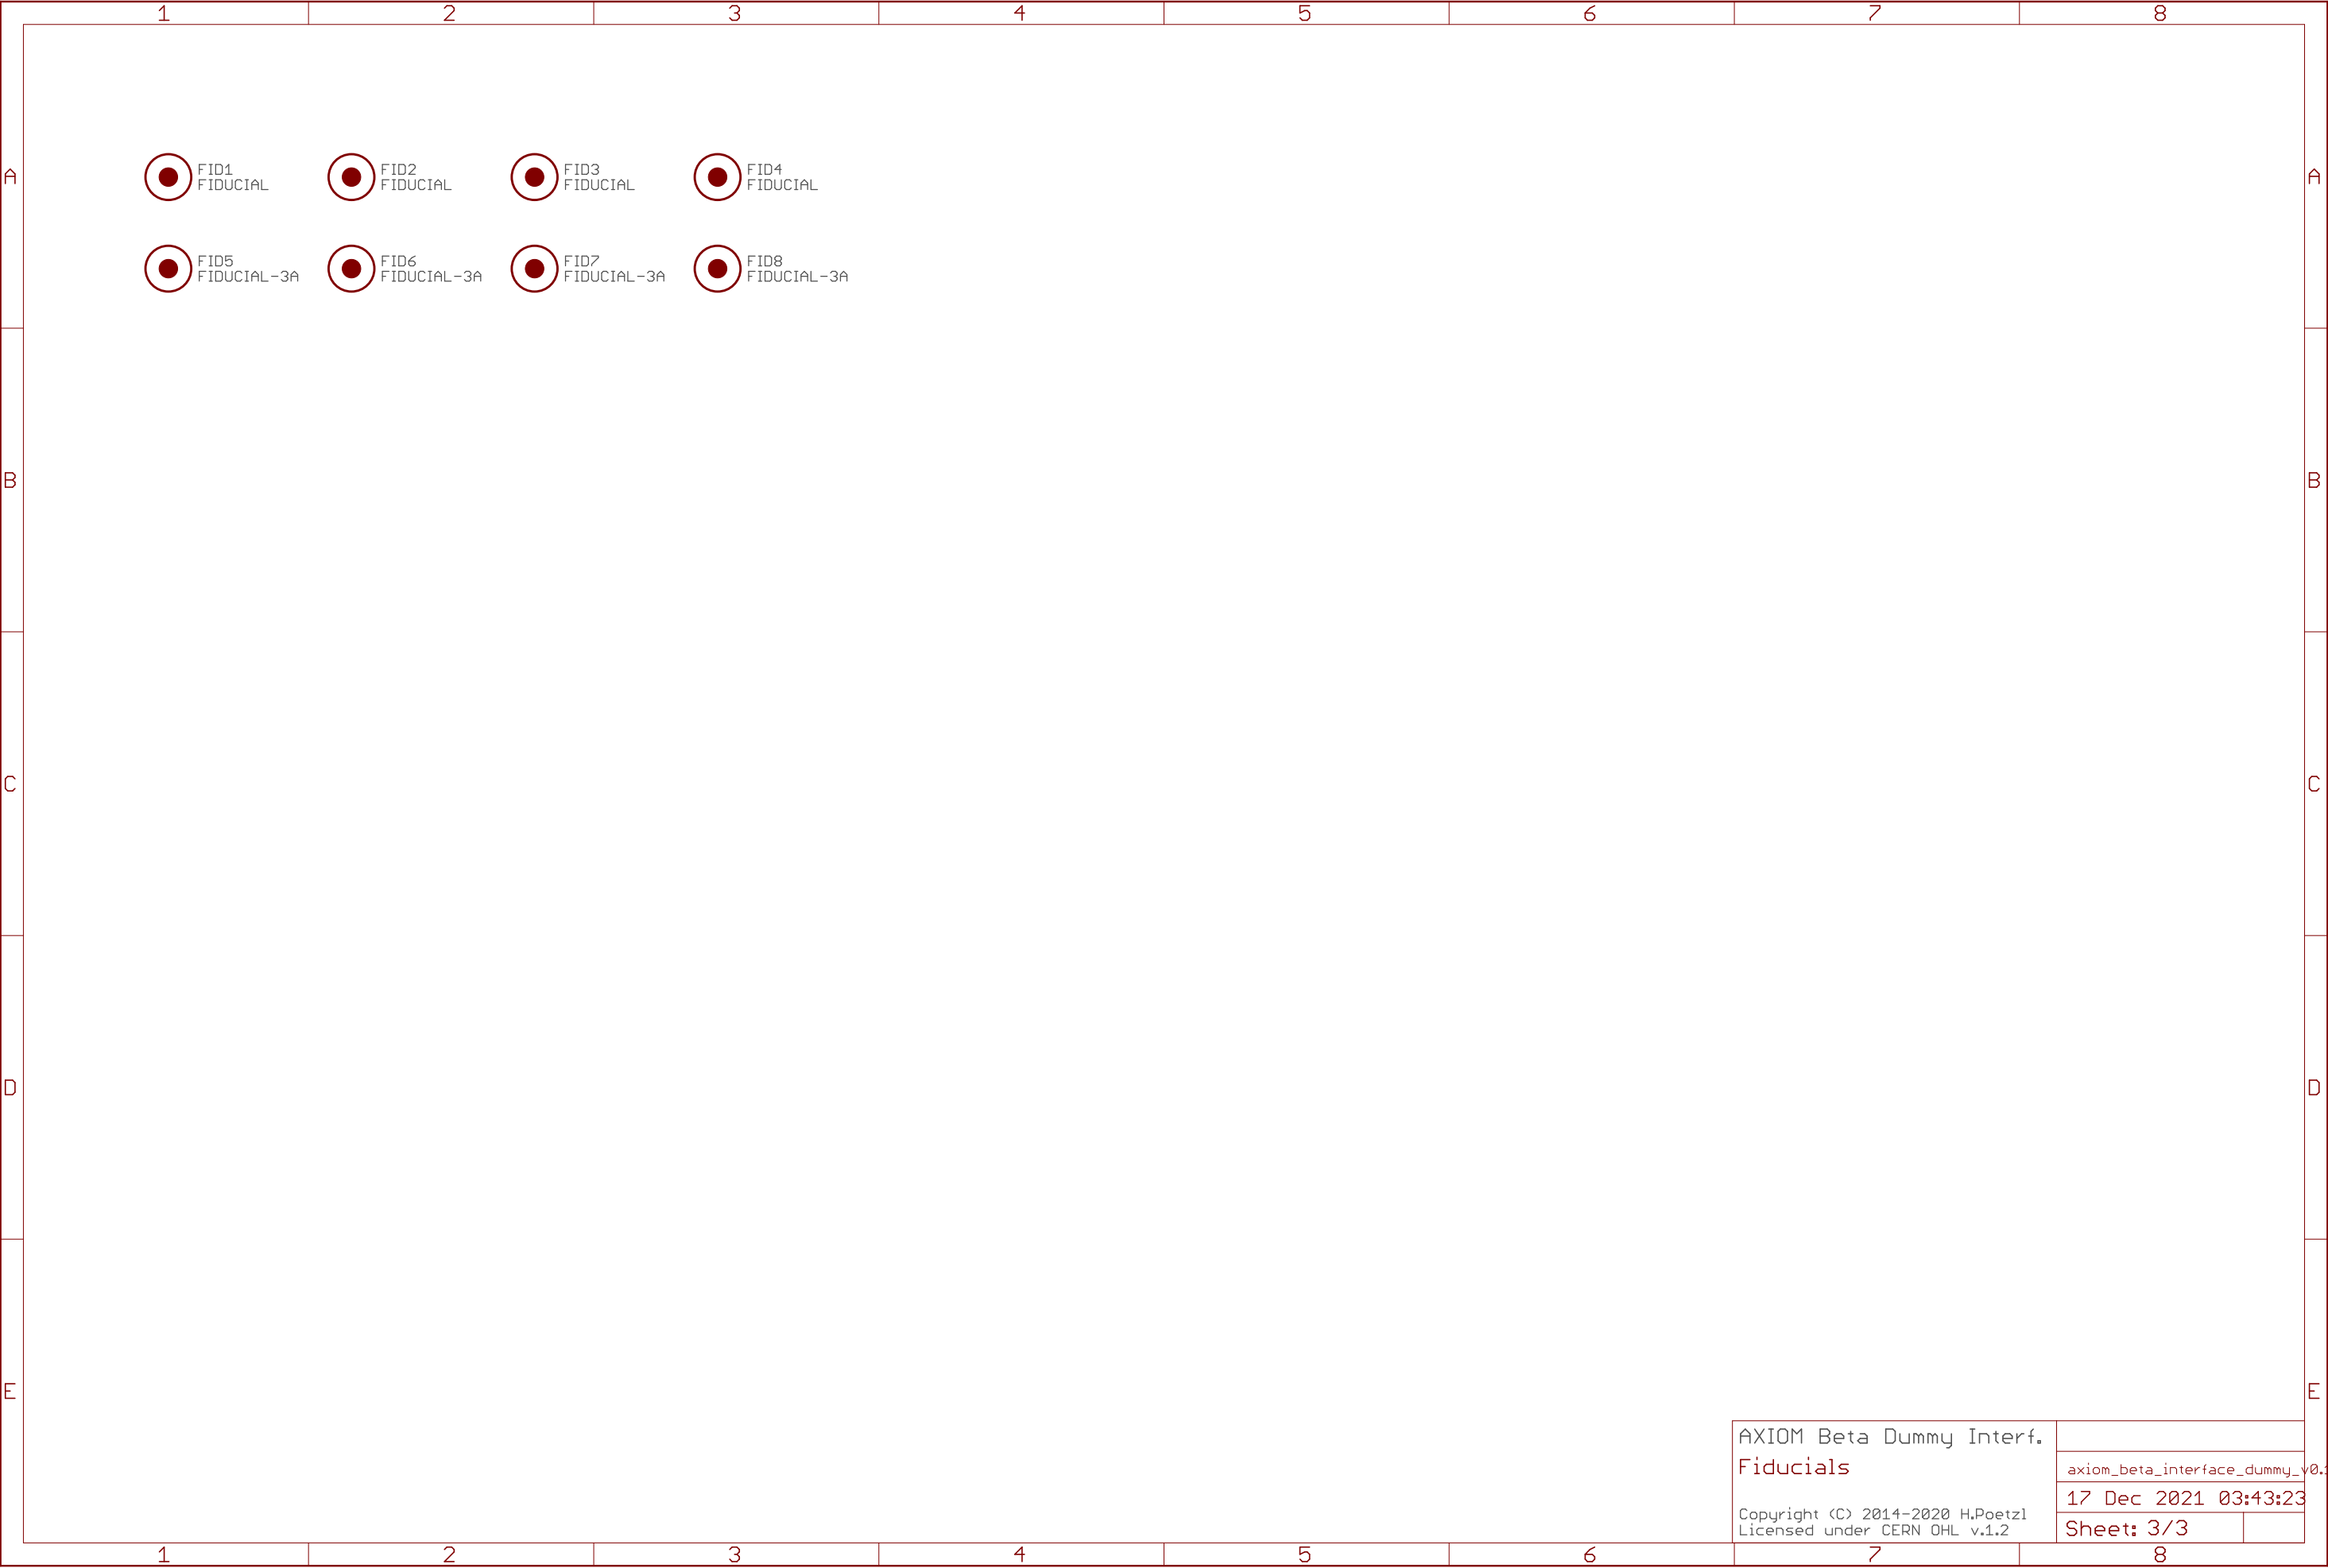 1 2 3 4 5 6 7 8
A A
FID1 FID2 FID3 FID4
FIDUCIAL FIDUCIAL FIDUCIAL FIDUCIAL
FID5 FID6 FID7 FID8
FIDUCIAL-3A FIDUCIAL-3A FIDUCIAL-3A FIDUCIAL-3A
B B
C C
D D
E E
AXIOM Beta Dummy Interf.
Fiducials
Copyright (C) 2014-2020 H.Poetzl
Licensed under CERN OHL v.1.2
axiom_beta_interface_dummy_v0.
17 Dec 2021 03:43:23
Sheet: 3/3
1 2 3 4 5 6 7 8